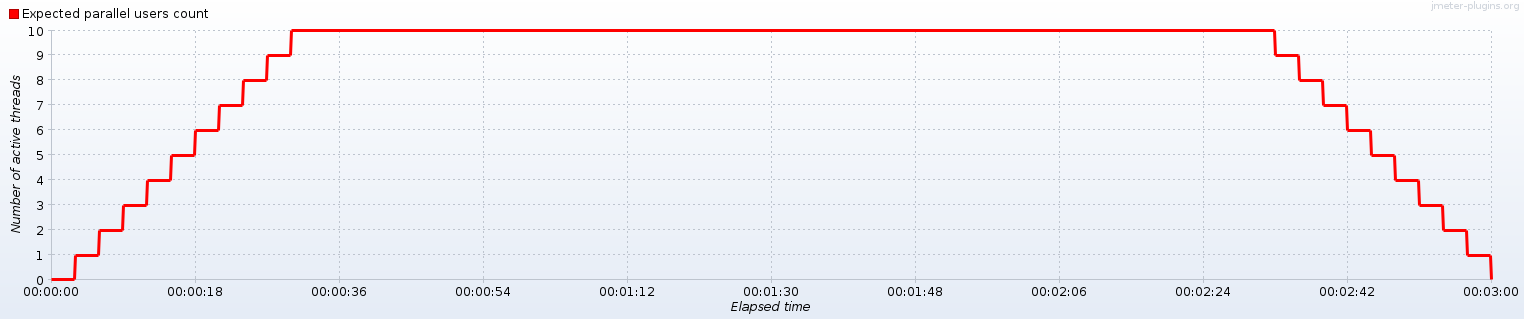 Expected parallel users count
jmeter-plugins.org
10
9
8
7
6
5
4
3
2
1
0
Number of active threads
00:00:00 00:00:18 00:00:36 00:00:54 00:01:12 00:01:30 00:01:48 00:02:06 00:02:24 00:02:42 00:03:00
Elapsed time